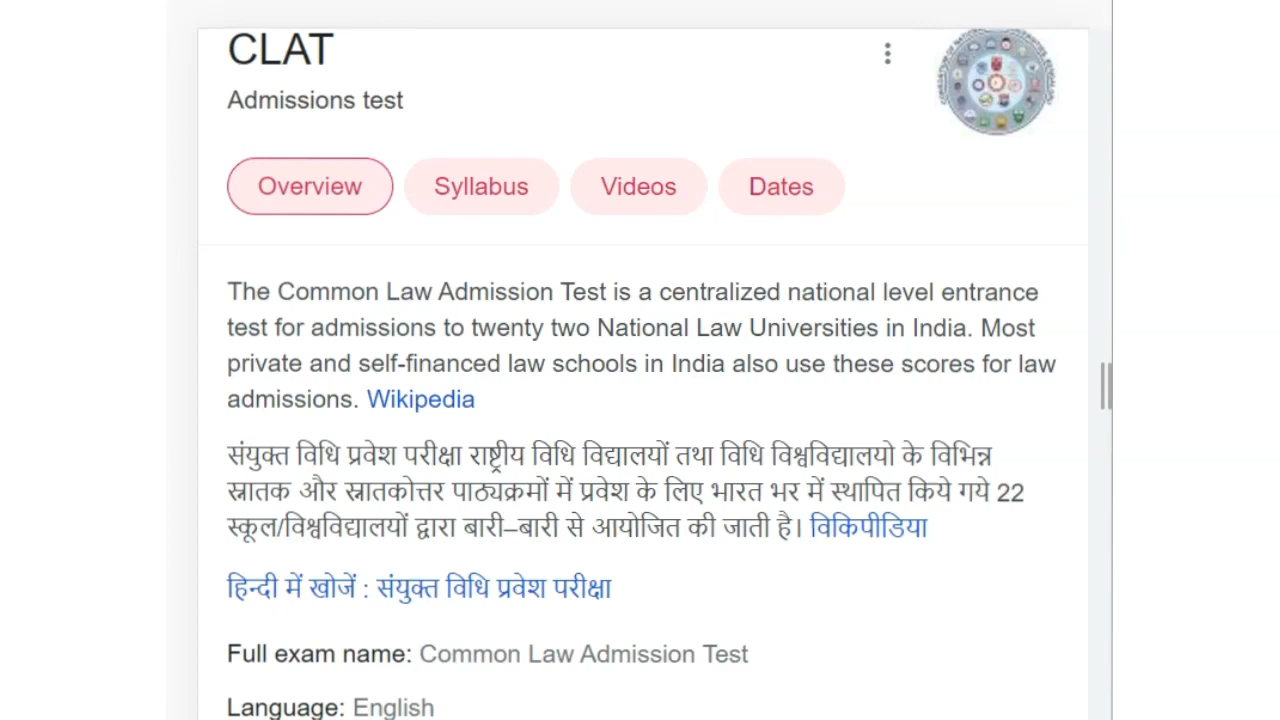 CLAT
Admissions test
Overview Syllabus Videos Dates
The Common Law Admission Test is a centralized national level entrance
test for admissions to twenty two National Law Universities in India. Most
private and self-financed law schools in India also use these scores for law
admissions. Wikipedia
संयुक्त विधि प्रवेश परीक्षा राष्ट्रीय विधि विद्यालयों तथा विधि विश्वविद्यालयो के विभिन्न
स्नातक और स्नातकोत्तर पाठ्यक्रमों में प्रवेश के लिए भारत भर में स्थापित किये गये 22
स्कूल/विश्वविद्यालयों द्वारा बारी–बारी से आयोजित की जाती है। विकिपीडिया
हिन्दी में खोजें : संयुक्त विधि प्रवेश परीक्षा
Full exam name: Common Law Admission Test
Language: English